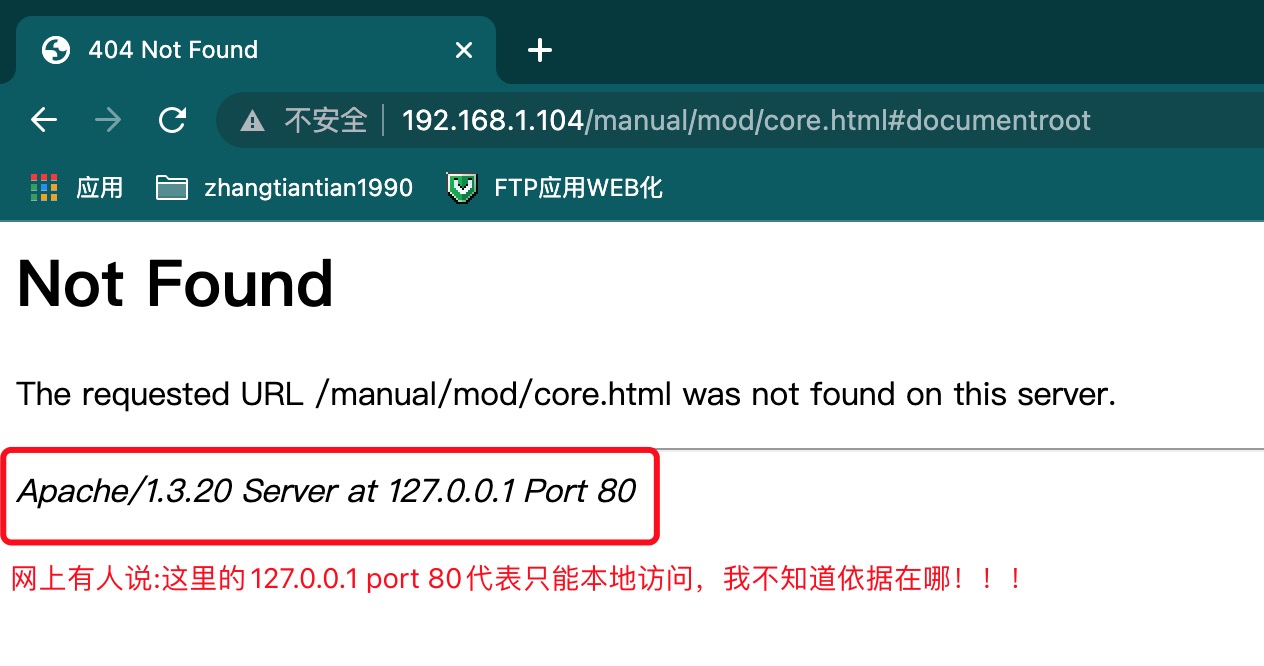 404 Not Found
不安全 192.168.1.104/manual/mod/core.html#documentroot
应用 zhangtiantian1990 FTP应用WEB化
Not Found
The requested URL /manual/mod/core.html was not found on this server.
Apache/1.3.20 Server at 127.0.0.1 Port 80
网上有人说:这里的127.0.0.1 port 80代表只能本地访问，我不知道依据在哪！！！